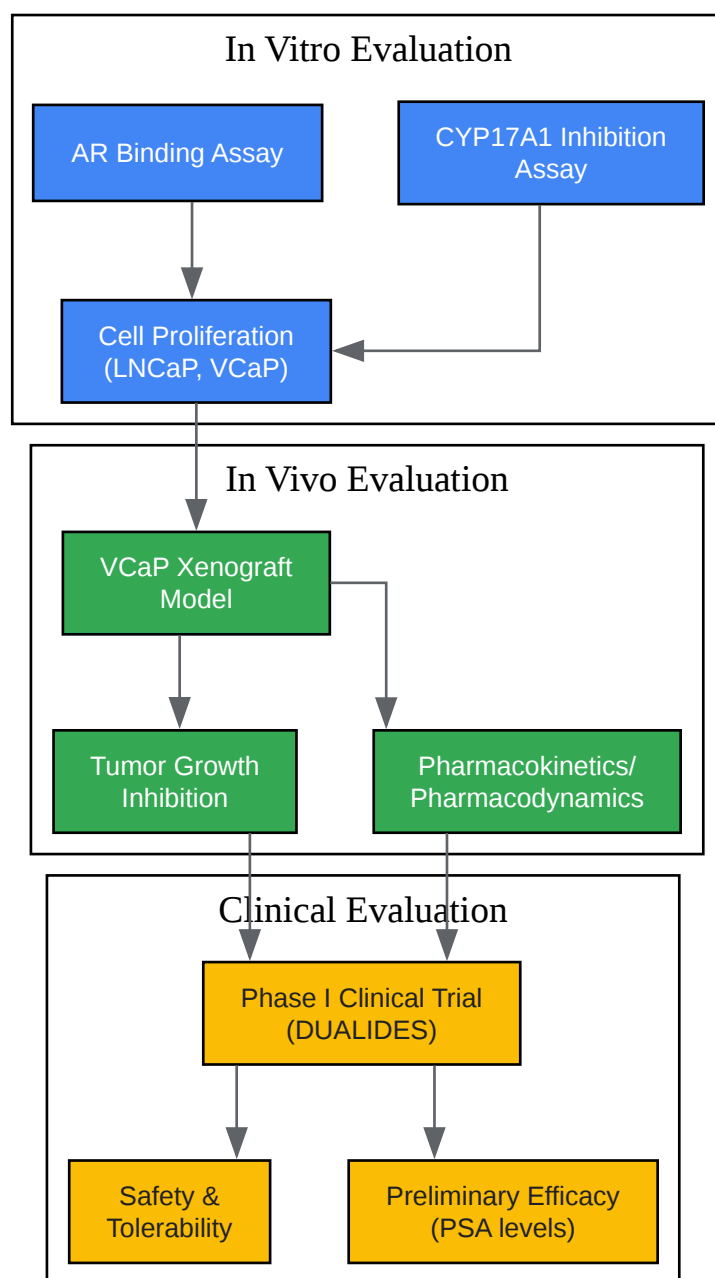 In Vitro Evaluation
AR Binding Assay
CYP17A1 Inhibition
Assay
Cell Proliferation
(LNCaP, VCaP)
In Vivo Evaluation
VCaP Xenograft
Model
Tumor Growth
Inhibition
Pharmacokinetics/
Pharmacodynamics
Clinical Evaluation
Phase I Clinical Trial
(DUALIDES)
Safety &
Tolerability
Preliminary Efficacy
(PSA levels)